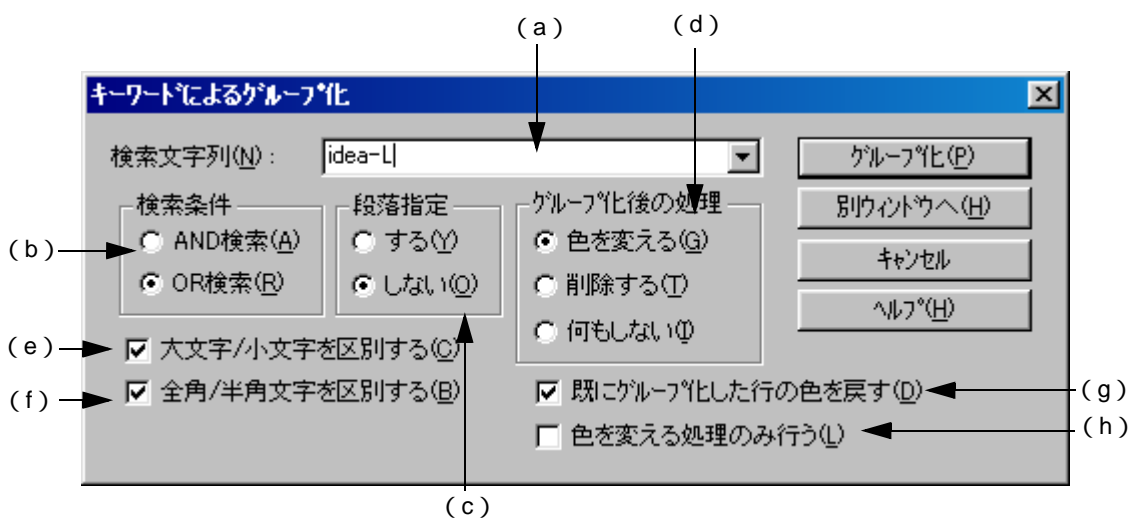 (a)
(d)
キーワードによるグループ化
検索文字列(N) : idea-L グループ化(P)
検索条件 段落指定 グループ化後の処理 別ウィンドウへ(H)
(b) AND検索(A) する(Y) 色を変える(G)
キャンセル
OR検索(R) しない(O) 削除する(T)
ヘルプ(H)
何もしない(I)
(e) 大文字/小文字を区別する(C)
(f) 全角/半角文字を区別する(B) 既にグループ化した行の色を戻す(D) (g)
色を変える処理のみ行う(L) (h)
(c)